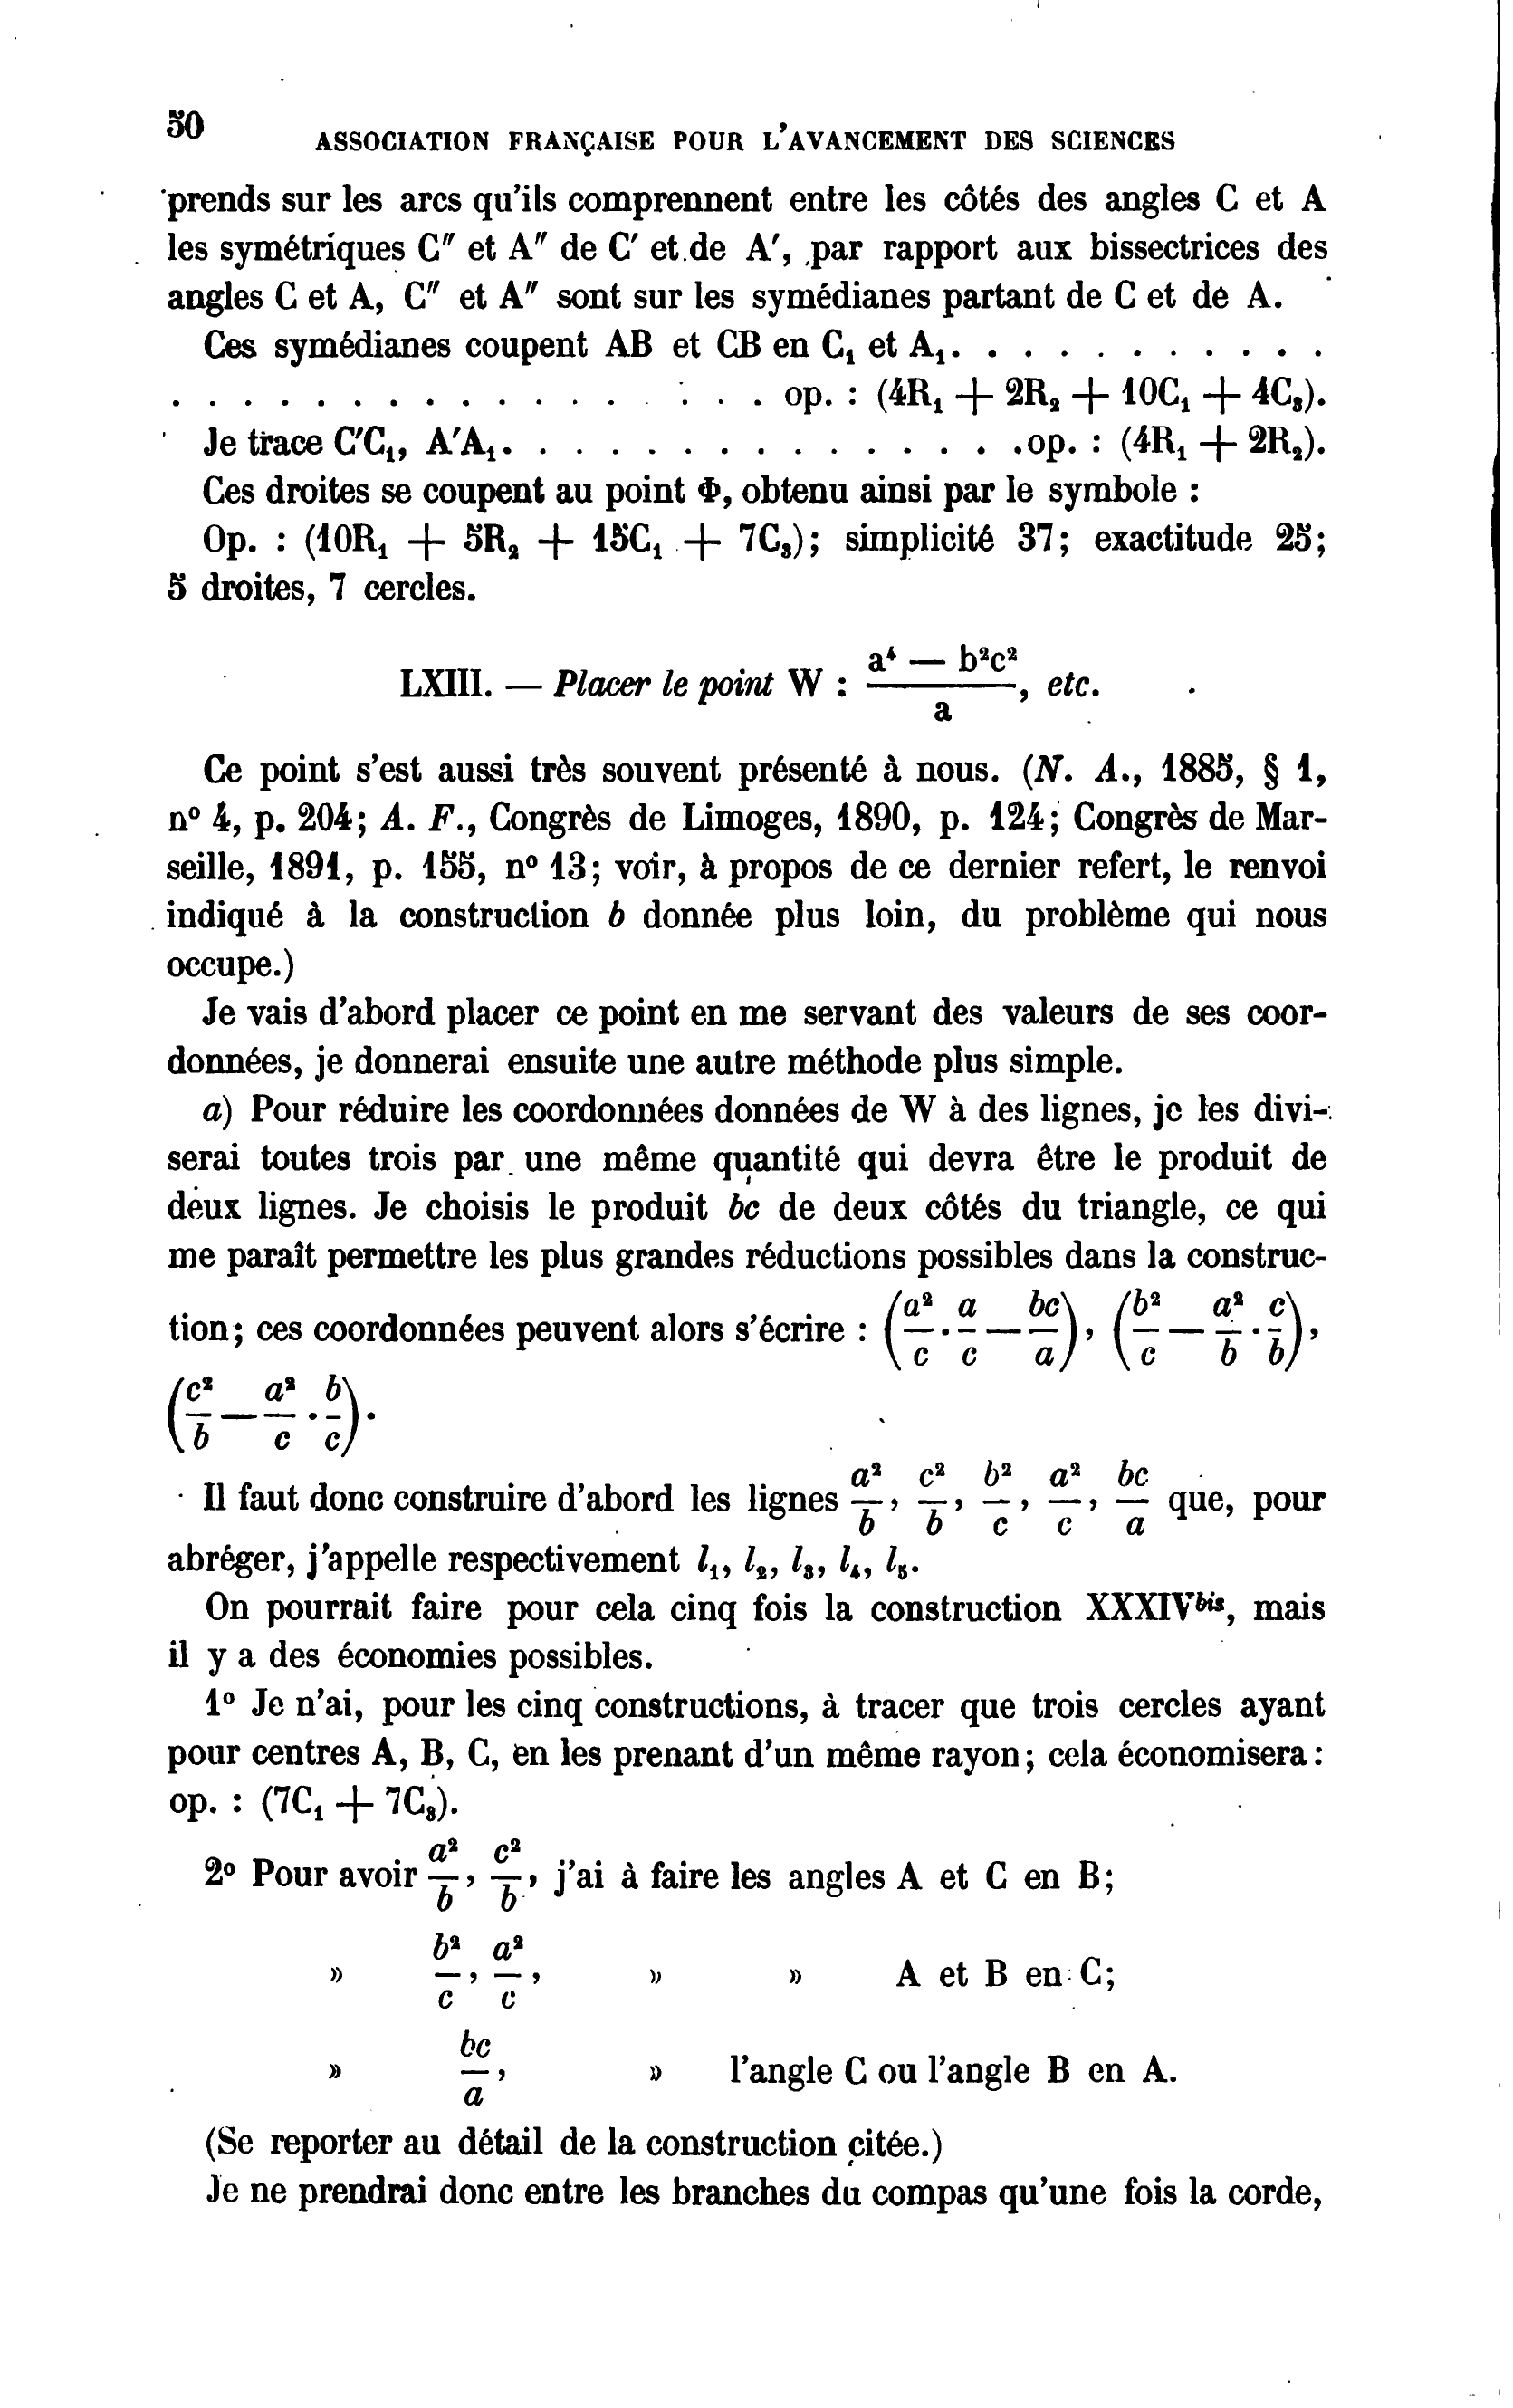 50 ASSOCIATION FRANÇAISE POUR L'AVANCEMENT DES SCIENCES
prends sur les arcs qu'ils comprennent entre les côtés des angles C et A
les symétriques C″ et A″ de C′ et de A′, par rapport aux bissectrices des
angles C et A, C″ et A″ sont sur les symédianes partant de C et de A.
Ces symédianes coupent AB et CB en C₁ et A₁. . . . . . . . . . .
. . . . . . . . . . . . . . . . op. : (4R₁ + 2R₂ + 10C₁ + 4C₃).
Je trace C′C₁, A′A₁. . . . . . . . . . . . . . . op. : (4R₁ + 2R₂).
Ces droites se coupent au point Φ, obtenu ainsi par le symbole :
Op. : (10R₁ + 5R₂ + 15C₁ + 7C₃); simplicité 37; exactitude 25;
5 droites, 7 cercles.
LXIII. — Placer le point W : (a⁴ — b²c²)/a, etc.
Ce point s'est aussi très souvent présenté à nous. (N. A., 1885, § 1,
nº 4, p. 204; A. F., Congrès de Limoges, 1890, p. 124; Congrès de Mar-
seille, 1891, p. 155, nº 13; voir, à propos de ce dernier refert, le renvoi
indiqué à la construction b donnée plus loin, du problème qui nous
occupe.)
Je vais d'abord placer ce point en me servant des valeurs de ses coor-
données, je donnerai ensuite une autre méthode plus simple.
a) Pour réduire les coordonnées données de W à des lignes, je les divi-
serai toutes trois par une même quantité qui devra être le produit de
deux lignes. Je choisis le produit bc de deux côtés du triangle, ce qui
me paraît permettre les plus grandes réductions possibles dans la construc-
tion; ces coordonnées peuvent alors s'écrire : (a²/c · a/c — bc/a), (b²/c — a²/b · c/b),
(c²/b — a²/c · b/c).
Il faut donc construire d'abord les lignes a²/b, c²/b, b²/c, a²/c, bc/a que, pour
abréger, j'appelle respectivement l₁, l₂, l₃, l₄, l₅.
On pourrait faire pour cela cinq fois la construction XXXIVbis, mais
il y a des économies possibles.
1º Je n'ai, pour les cinq constructions, à tracer que trois cercles ayant
pour centres A, B, C, en les prenant d'un même rayon; cela économisera :
op. : (7C₁ + 7C₃).
2º Pour avoir a²/b, c²/b, j'ai à faire les angles A et C en B;
» b²/c, a²/c, » » A et B en C;
» bc/a, » l'angle C ou l'angle B en A.
(Se reporter au détail de la construction citée.)
Je ne prendrai donc entre les branches du compas qu'une fois la corde,